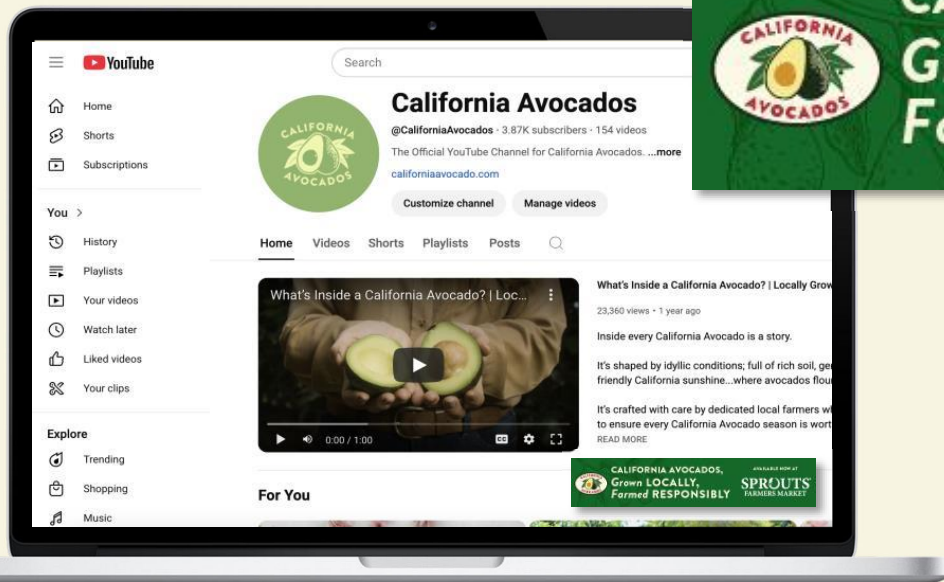 YouTube
Search
Home
Shorts
Subscriptions
You >
History
Playlists
Your videos
Watch later
Liked videos
Your clips
Explore
Trending
Shopping
Music
CALIFORNIA
AVOCADOS
California Avocados
@CaliforniaAvocados · 3.87K subscribers · 154 videos
The Official YouTube Channel for California Avocados. ...more
californiaavocado.com
Customize channel
Manage videos
Home Videos Shorts Playlists Posts
What's Inside a California Avocado? | Loc...
0:00 / 1:00
CC
What's Inside a California Avocado? | Locally Grow
23,360 views · 1 year ago
Inside every California Avocado is a story.
It's shaped by idyllic conditions; full of rich soil, ge
friendly California sunshine...where avocados flou
It's crafted with care by dedicated local farmers w
to ensure every California Avocado season is wort
READ MORE
For You
CALIFORNIA AVOCADOS,
Grown LOCALLY,
Farmed RESPONSIBLY
AVAILABLE NOW AT
SPROUTS
FARMERS MARKET
CALIFORNIA
AVOCADOS
CA
G
Fa